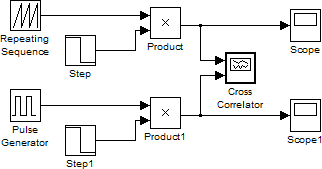 Repeating
Sequence
Step
Product
Scope
Cross
Correlator
Pulse
Generator
Step1
Product1
Scope1